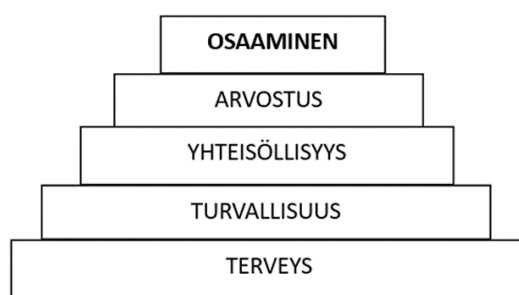 OSAAMINEN
ARVOSTUS
YHTEISÖLLISYYS
TURVALLISUUS
TERVEYS